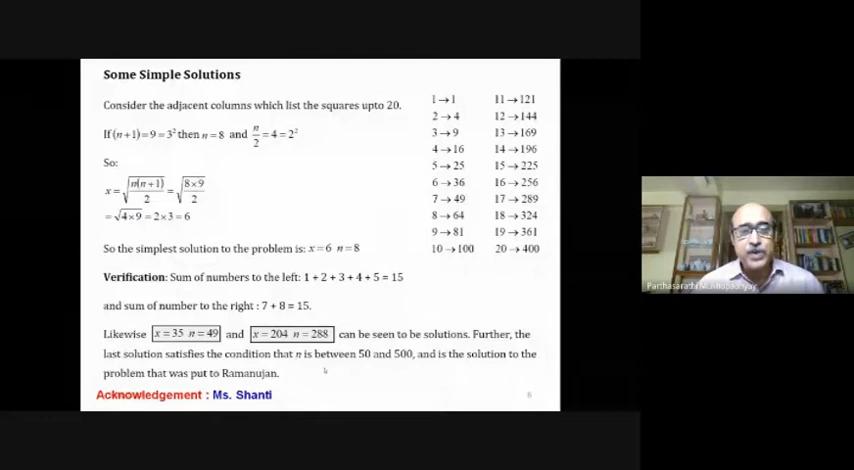 Some Simple Solutions
Consider the adjacent columns which list the squares upto 20.
If (n+1)=9=3² then n=8 and n/2=4=2²
So:
x=√(n(n+1)/2)=√(8×9/2)
=√4×9=2×3=6
So the simplest solution to the problem is: x=6 n=8
Verification: Sum of numbers to the left: 1+2+3+4+5=15
and sum of number to the right : 7+8=15.
Likewise x=35 n=49 and x=204 n=288 can be seen to be solutions. Further, the
last solution satisfies the condition that n is between 50 and 500, and is the solution to the
problem that was put to Ramanujan.
Acknowledgement : Ms. Shanti
6
1→1
2→4
3→9
4→16
5→25
6→36
7→49
8→64
9→81
10→100
11→121
12→144
13→169
14→196
15→225
16→256
17→289
18→324
19→361
20→400
Parthasarathi Mukhopadhyay